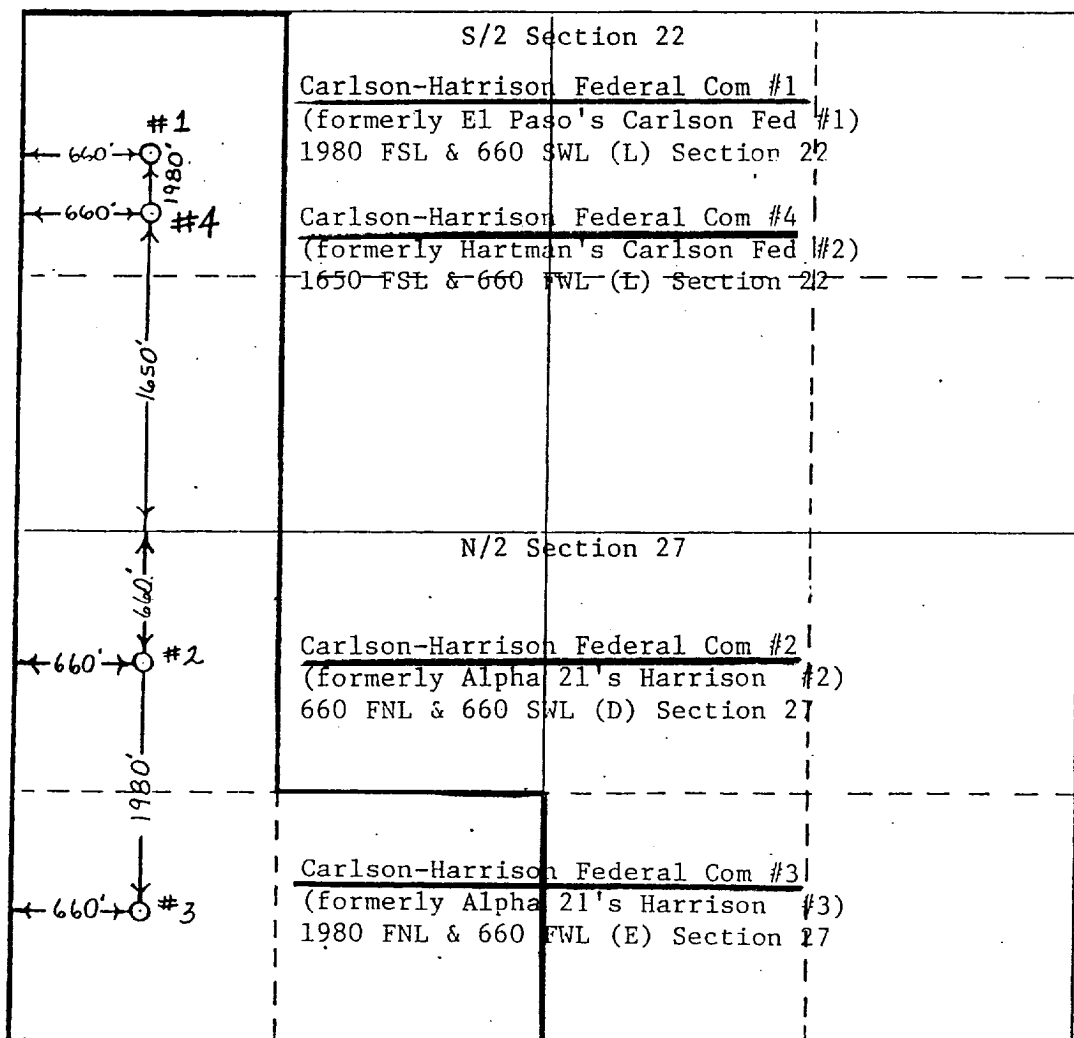 S/2 Section 22
Carlson-Harrison Federal Com #1
(formerly El Paso's Carlson Fed #1)
1980 FSL & 660 SWL (L) Section 22
#1
660'
1980'
660'
#4
Carlson-Harrison Federal Com #4
(formerly Hartman's Carlson Fed #2)
1650 FSL & 660 FWL (L) Section 22
1650'
N/2 Section 27
660'
Carlson-Harrison Federal Com #2
(formerly Alpha 21's Harrison #2)
660 FNL & 660 SWL (D) Section 27
660'
#2
1980'
Carlson-Harrison Federal Com #3
(formerly Alpha 21's Harrison #3)
1980 FNL & 660 FWL (E) Section 27
660'
#3